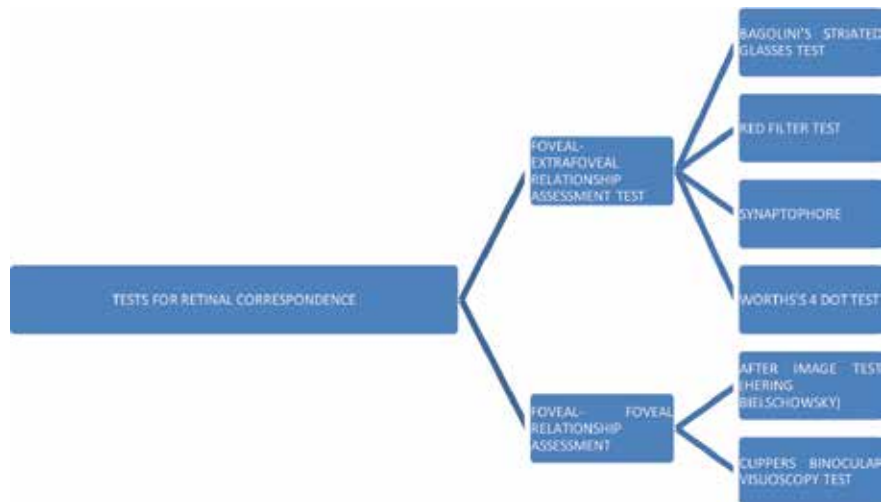 TESTS FOR RETINAL CORRESPONDENCE
FOVEAL-
EXTRAFOVEAL
RELATIONSHIP
ASSESSMENT TEST
BAGOLINI'S STRIATED
GLASSES TEST
RED FILTER TEST
SYNAPTOPHORE
WORTHS'S 4 DOT TEST
FOVEAL- FOVEAL
RELATIONSHIP
ASSESSMENT
AFTER IMAGE TEST
(HERING
BIELSCHOWSKY)
CUPPERS BINOCULAR
VISUOSCOPY TEST